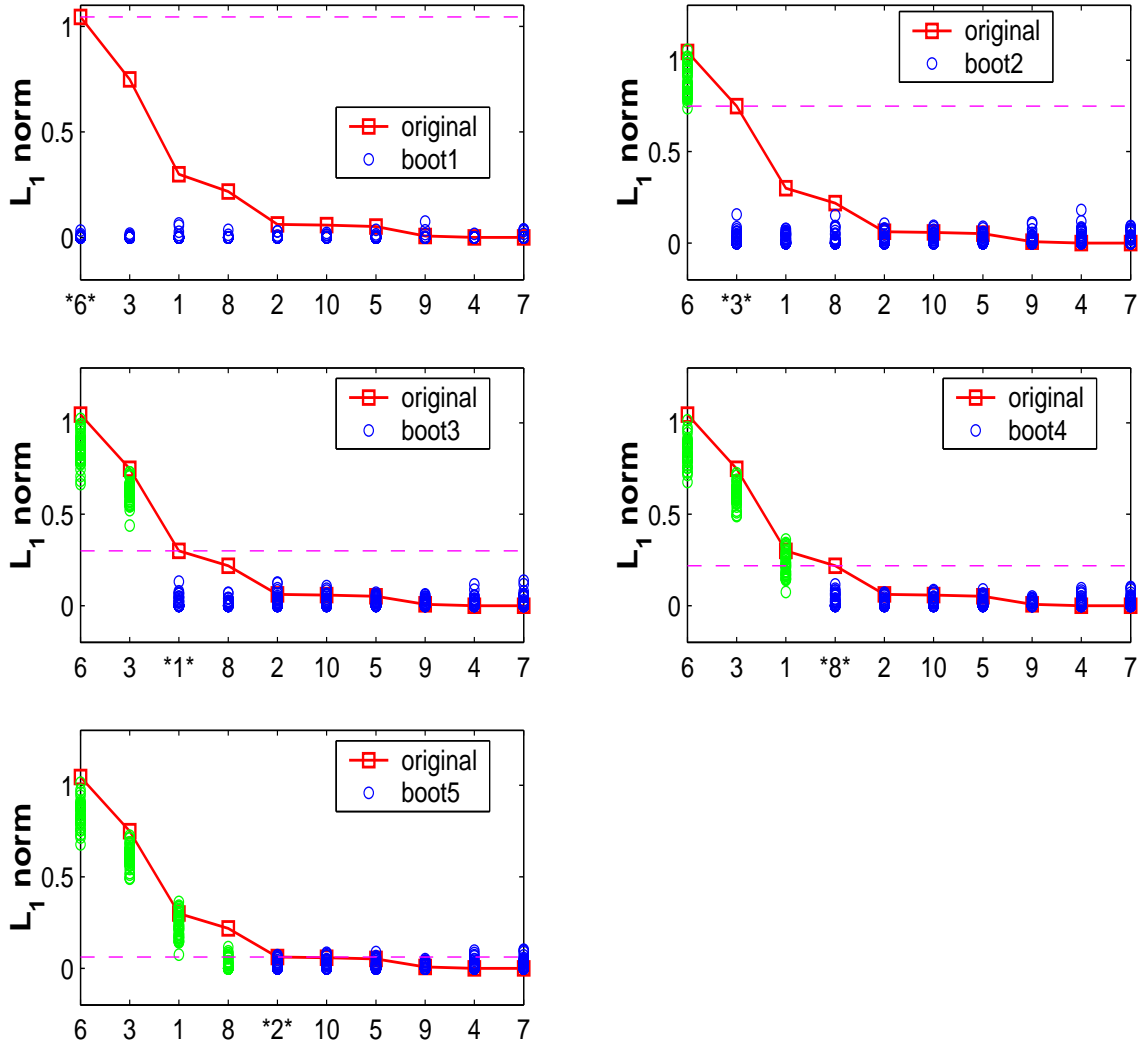 L1 norm
1
0.5
0
original
boot1
*6* 3 1 8 2 10 5 9 4 7
L1 norm
1
0.5
0
original
boot2
6 *3* 1 8 2 10 5 9 4 7
L1 norm
1
0.5
0
original
boot3
6 3 *1* 8 2 10 5 9 4 7
L1 norm
1
0.5
0
original
boot4
6 3 1 *8* 2 10 5 9 4 7
L1 norm
1
0.5
0
original
boot5
6 3 1 8 *2* 10 5 9 4 7